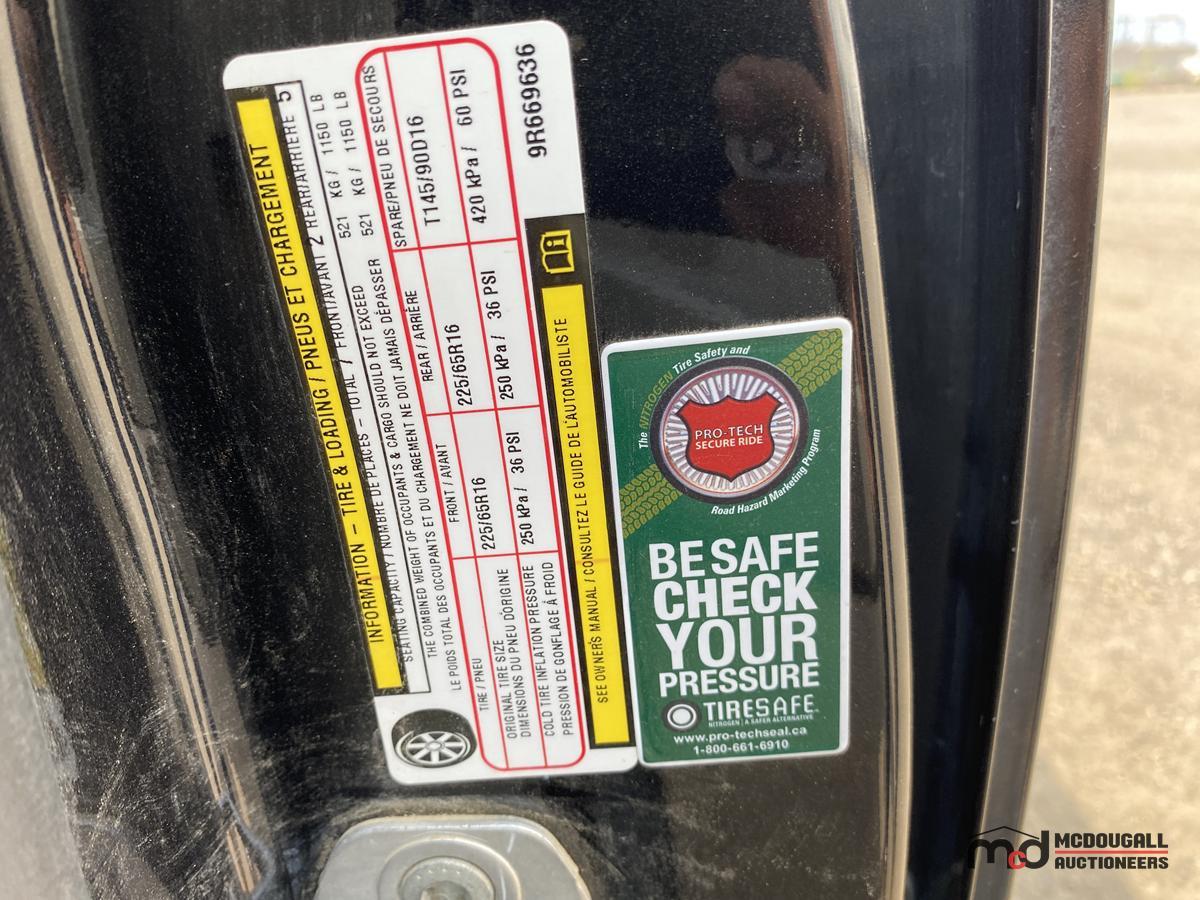 INFORMATION – TIRE & LOADING / PNEUS ET CHARGEMENT
SEATING CAPACITY / NOMBRE DE PLACES – TOTAL 7 / FRONT/AVANT 2 REAR/ARRIÈRE 5
THE COMBINED WEIGHT OF OCCUPANTS & CARGO SHOULD NOT EXCEED 521 KG / 1150 LB
LE POIDS TOTAL DES OCCUPANTS ET DU CHARGEMENT NE DOIT JAMAIS DÉPASSER 521 KG / 1150 LB
TIRE / PNEU FRONT / AVANT REAR / ARRIÈRE SPARE/PNEU DE SECOURS
ORIGINAL TIRE SIZE
DIMENSIONS DU PNEU D'ORIGINE
225/65R16 225/65R16 T145/90D16
COLD TIRE INFLATION PRESSURE
PRESSION DE GONFLAGE À FROID
250 kPa / 36 PSI 250 kPa / 36 PSI 420 kPa / 60 PSI
SEE OWNER'S MANUAL / CONSULTEZ LE GUIDE DE L'AUTOMOBILISTE
9R669636
The NITROGEN Tire Safety and
PRO-TECH
SECURE RIDE
Road Hazard Marketing Program
BE SAFE
CHECK
YOUR
PRESSURE
TIRESAFE
NITROGEN | A SAFER ALTERNATIVE
www.pro-techseal.ca
1-800-661-6910
mcd MCDOUGALL
AUCTIONEERS